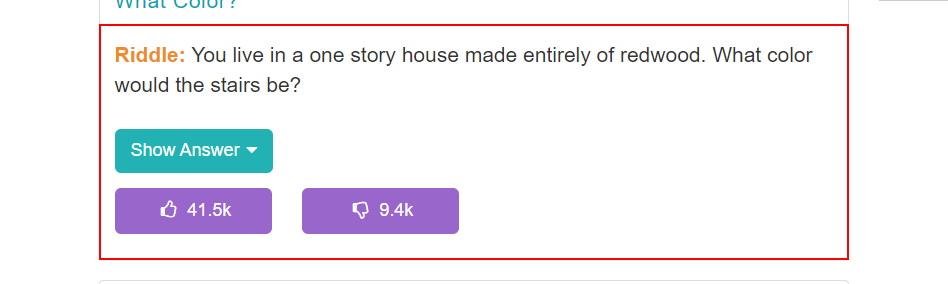 What Color?
Riddle: You live in a one story house made entirely of redwood. What color
would the stairs be?
Show Answer
41.5k
9.4k